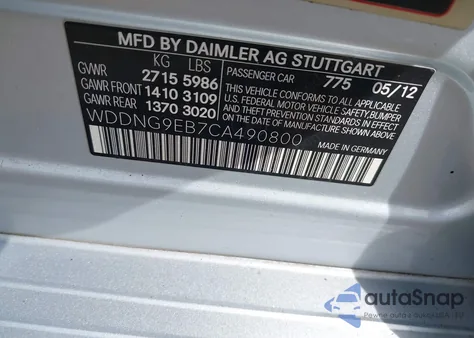 MFD BY DAIMLER AG STUTTGART
KG LBS
GVWR 2715 5986
GAWR FRONT 1410 3109
GAWR REAR 1370 3020
PASSENGER CAR 775 05/12
THIS VEHICLE CONFORMS TO ALL APPLICABLE
U.S. FEDERAL MOTOR VEHICLE SAFETY, BUMPER
AND THEFT PREVENTION STANDARDS IN EFFECT
ON THE DATE OF MANUFACTURE SHOWN ABOVE
WDDNG9EB7CA490800
MADE IN GERMANY
autoSnap